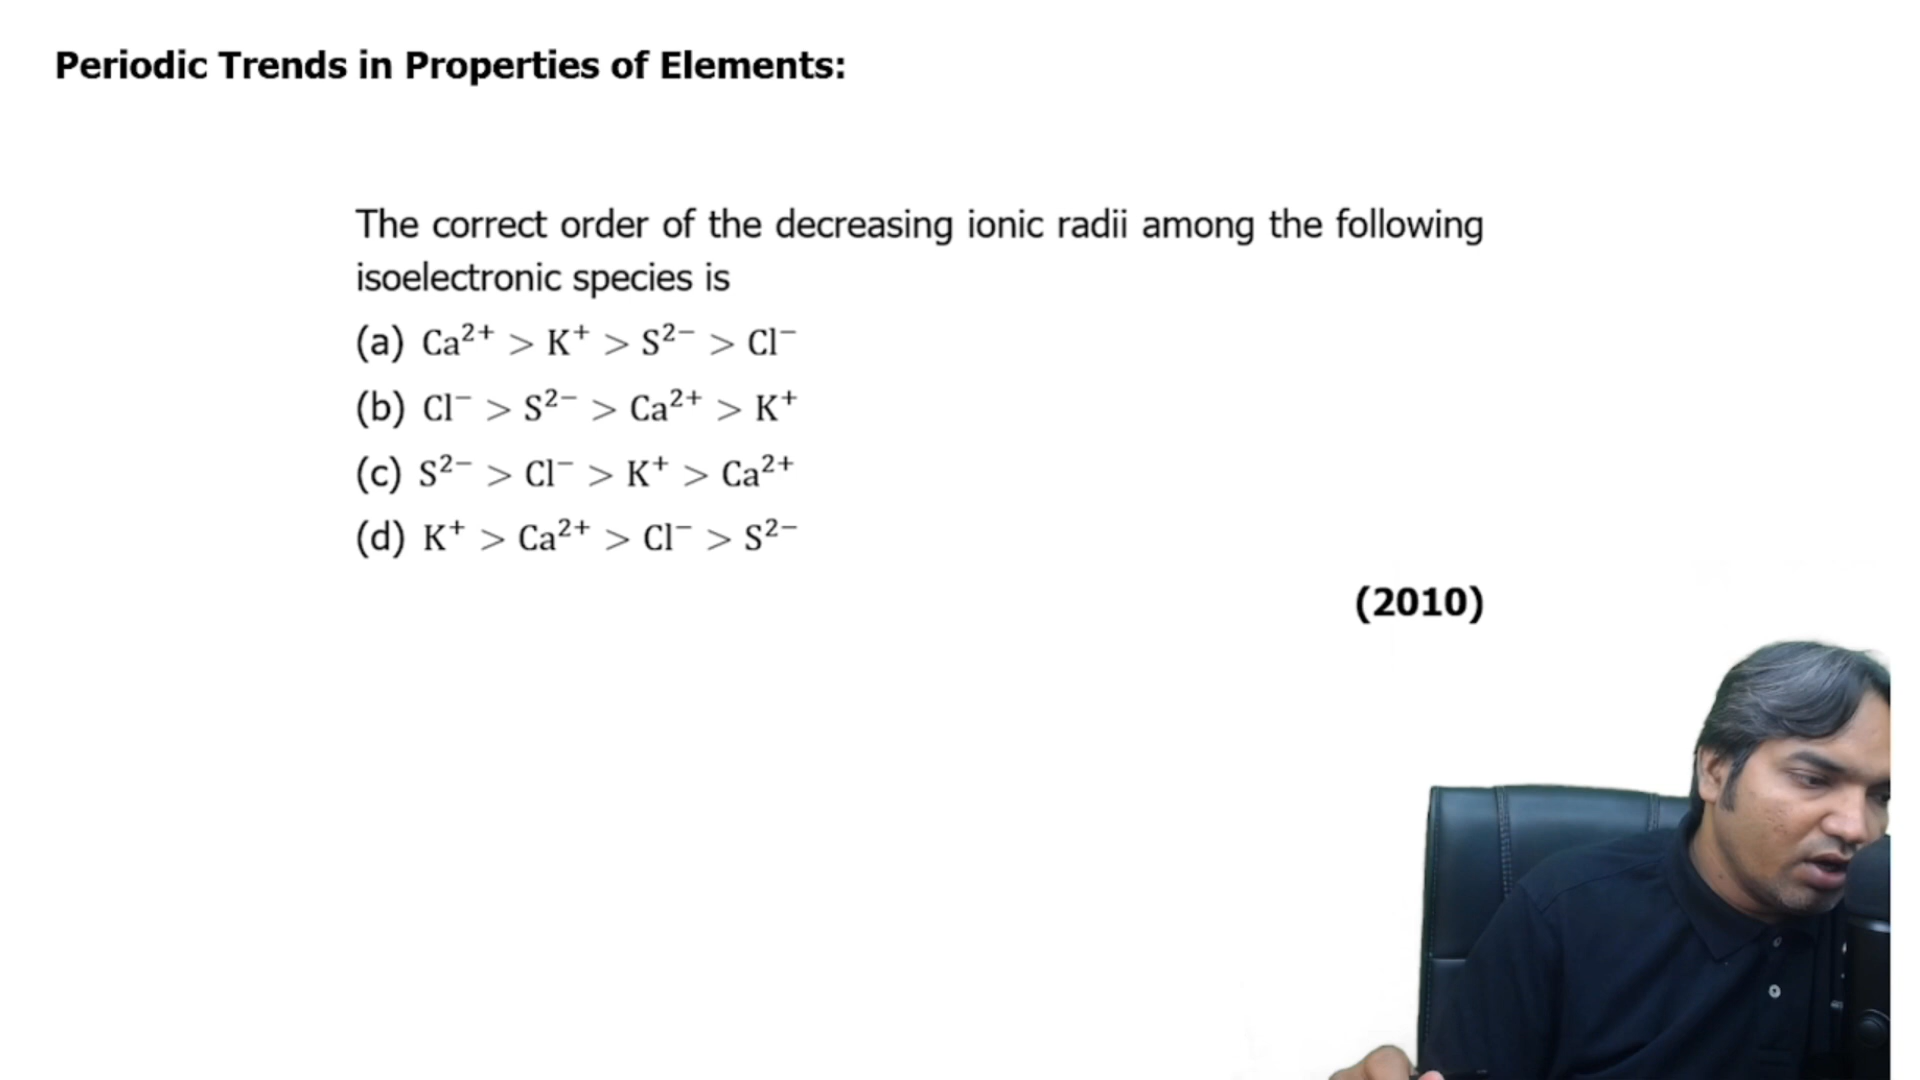 Periodic Trends in Properties of Elements:
The correct order of the decreasing ionic radii among the following
isoelectronic species is
(a) Ca²⁺ > K⁺ > S²⁻ > Cl⁻
(b) Cl⁻ > S²⁻ > Ca²⁺ > K⁺
(c) S²⁻ > Cl⁻ > K⁺ > Ca²⁺
(d) K⁺ > Ca²⁺ > Cl⁻ > S²⁻
(2010)